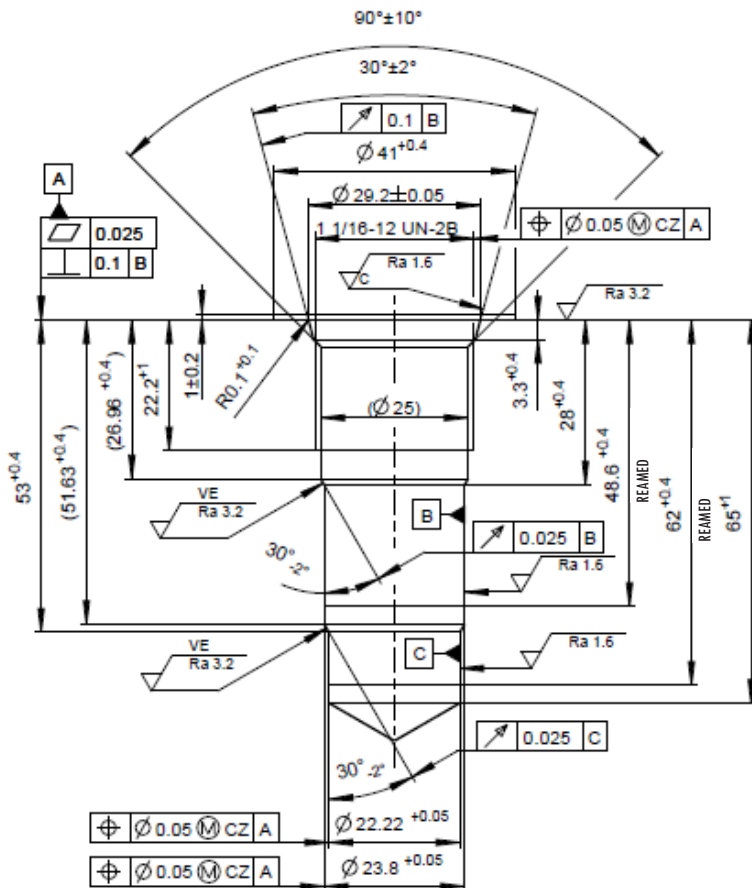 90°±10°
30°±2°
↗ 0.1 B
Ø 41+0.4
A
Ø 29.2±0.05
⏥ 0.025
⊥ 0.1 B
1 1/16-12 UN-2B
⌖ Ø 0.05 Ⓜ CZ A
Ra 1.6
C
Ra 3.2
1±0.2
R0.1+0.1
3.3+0.4
22.2+1
(26.96 +0.4)
(Ø 25)
28+0.4
53+0.4
(51.63+0.4)
48.6 +0.4
REAMED
62+0.4
REAMED
65+1
VE
Ra 3.2
B
30°-2°
↗ 0.025 B
Ra 1.6
VE
Ra 3.2
C
Ra 1.6
↗ 0.025 C
30°-2°
⌖ Ø 0.05 Ⓜ CZ A
Ø 22.22 +0.05
⌖ Ø 0.05 Ⓜ CZ A
Ø 23.8 +0.05